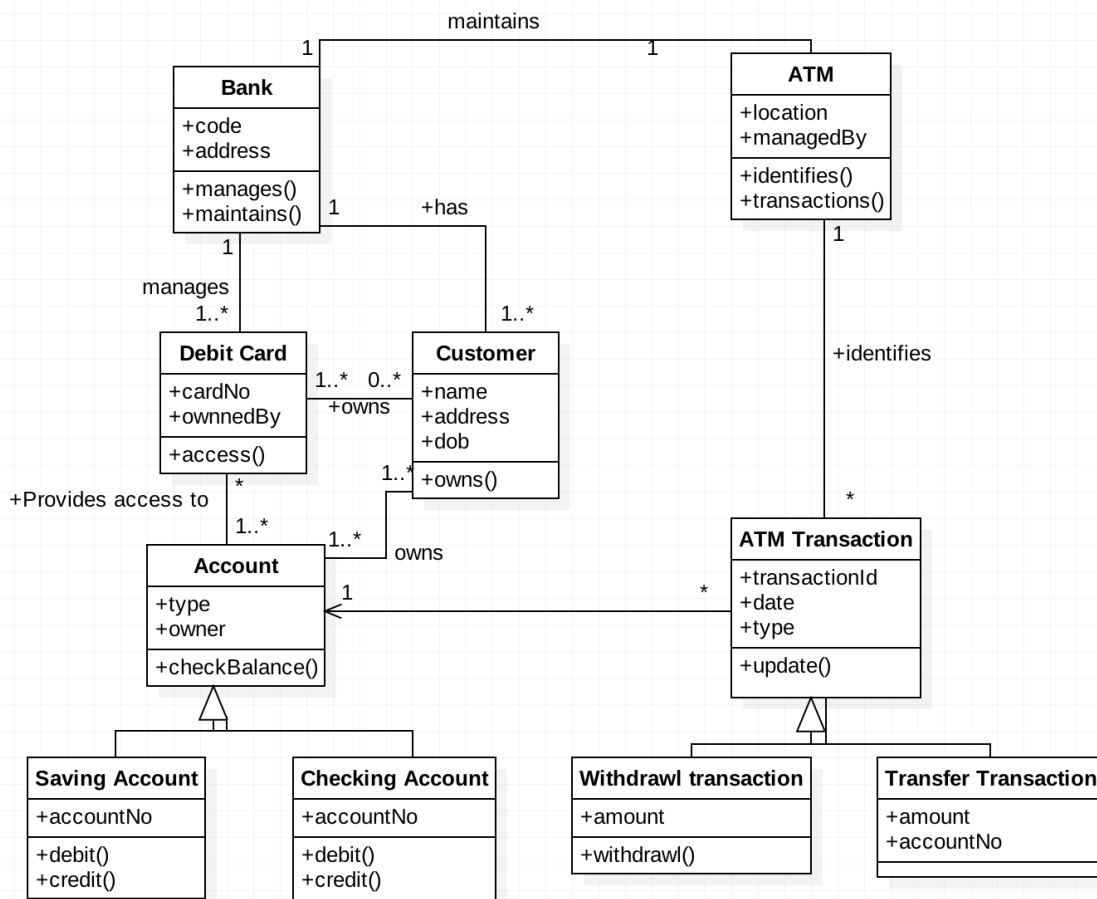 maintains
1
1
Bank
+code
+address
+manages()
+maintains()
ATM
+location
+managedBy
+identifies()
+transactions()
1
+has
1
manages
1..*
1..*
1
+identifies
*
Debit Card
+cardNo
+ownnedBy
+access()
1..*
0..*
+owns
Customer
+name
+address
+dob
+owns()
*
+Provides access to
1..*
1..*
1..*
owns
Account
+type
+owner
+checkBalance()
1
*
ATM Transaction
+transactionId
+date
+type
+update()
Saving Account
+accountNo
+debit()
+credit()
Checking Account
+accountNo
+debit()
+credit()
Withdrawl transaction
+amount
+withdrawl()
Transfer Transaction
+amount
+accountNo